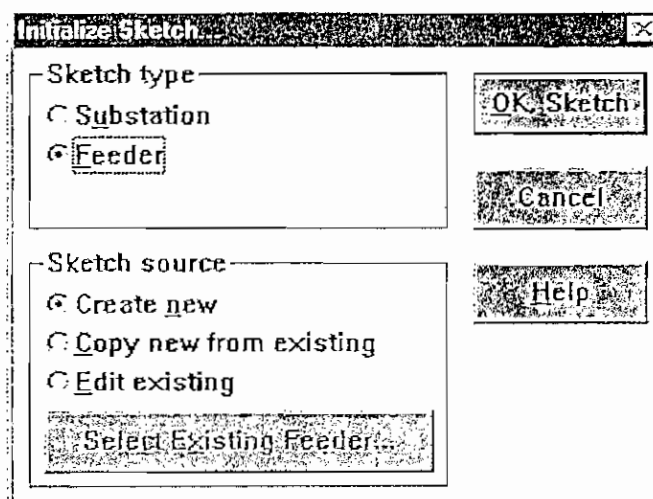 Initialize Sketch...
Sketch type
Substation
Feeder
OK, Sketch
Cancel
Help
Sketch source
Create new
Copy new from existing
Edit existing
Select Existing Feeder...